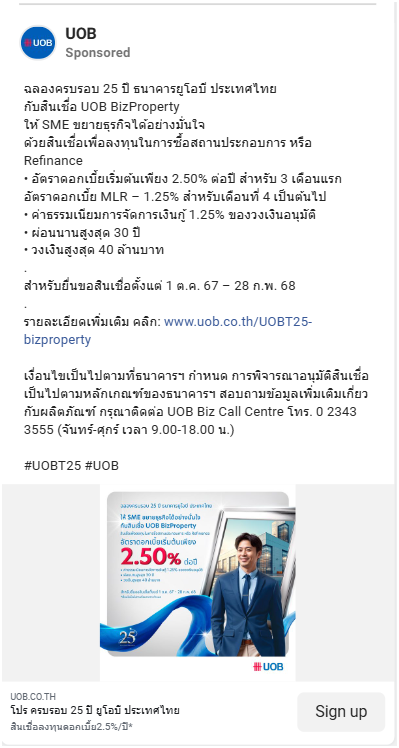 UOB
UOB
Sponsored
ฉลองครบรอบ 25 ปี ธนาคารยูโอบี ประเทศไทย
กับสินเชื่อ UOB BizProperty
ให้ SME ขยายธุรกิจได้อย่างมั่นใจ
ด้วยสินเชื่อเพื่อลงทุนในการซื้อสถานประกอบการ หรือ
Refinance
• อัตราดอกเบี้ยเริ่มต้นเพียง 2.50% ต่อปี สำหรับ 3 เดือนแรก
อัตราดอกเบี้ย MLR – 1.25% สำหรับเดือนที่ 4 เป็นต้นไป
• ค่าธรรมเนียมการจัดการเงินกู้ 1.25% ของวงเงินอนุมัติ
• ผ่อนนานสูงสุด 30 ปี
• วงเงินสูงสุด 40 ล้านบาท
.
สำหรับยื่นขอสินเชื่อตั้งแต่ 1 ต.ค. 67 – 28 ก.พ. 68
.
รายละเอียดเพิ่มเติม คลิก: www.uob.co.th/UOBT25-
bizproperty
เงื่อนไขเป็นไปตามที่ธนาคารฯ กำหนด การพิจารณาอนุมัติสินเชื่อ
เป็นไปตามหลักเกณฑ์ของธนาคารฯ สอบถามข้อมูลเพิ่มเติมเกี่ยว
กับผลิตภัณฑ์ กรุณาติดต่อ UOB Biz Call Centre โทร. 0 2343
3555 (จันทร์-ศุกร์ เวลา 9.00-18.00 น.)
#UOBT25 #UOB
ฉลองครบรอบ 25 ปี ธนาคารยูโอบี ประเทศไทย
ให้ SME ขยายธุรกิจได้อย่างมั่นใจ
กับสินเชื่อ UOB BizProperty
อัตราดอกเบี้ยเริ่มต้นเพียง
2.50% ต่อปี
25
UOB
UOB.CO.TH
โปร ครบรอบ 25 ปี ยูโอบี ประเทศไทย
สินเชื่อลงทุนดอกเบี้ย2.5%/ปี*
Sign up